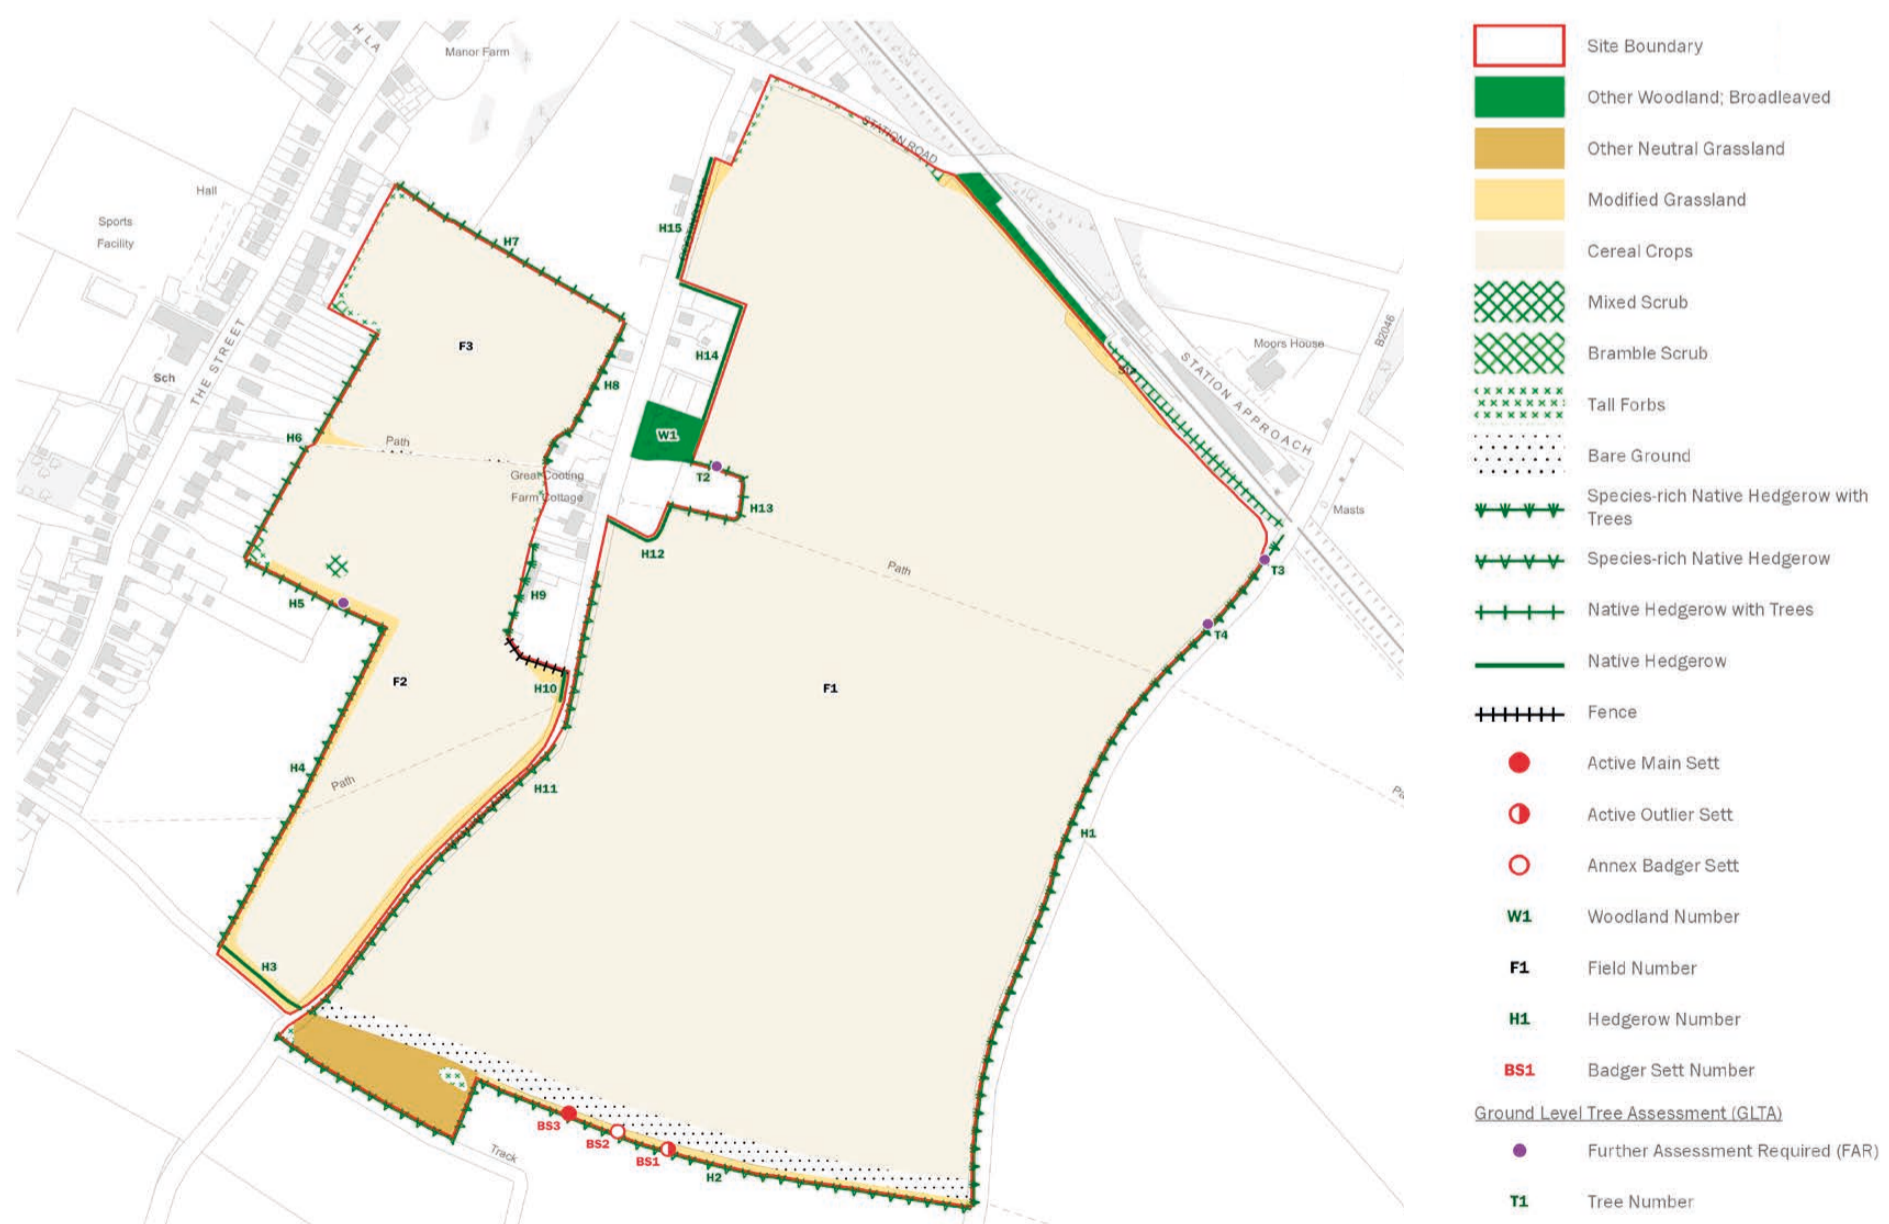 H LA
Manor Farm
STATION ROAD
Hall
Sports
Facility
H15
H7
B2046
F3
H14
Moors House
THE STREET
Sch
H8
STATION APPROACH
H6
Path
W1
Great Cooting
Farm Cottage
T2
H13
Masts
H12
Path
T3
H5
H9
T4
F2
H10
F1
H4
Path
H11
H1
H3
BS3
BS2
BS1
H2
Track
Site Boundary
Other Woodland; Broadleaved
Other Neutral Grassland
Modified Grassland
Cereal Crops
Mixed Scrub
Bramble Scrub
Tall Forbs
Bare Ground
Species-rich Native Hedgerow with
Trees
Species-rich Native Hedgerow
Native Hedgerow with Trees
Native Hedgerow
Fence
Active Main Sett
Active Outlier Sett
Annex Badger Sett
W1 Woodland Number
F1 Field Number
H1 Hedgerow Number
BS1 Badger Sett Number
Ground Level Tree Assessment (GLTA)
Further Assessment Required (FAR)
T1 Tree Number